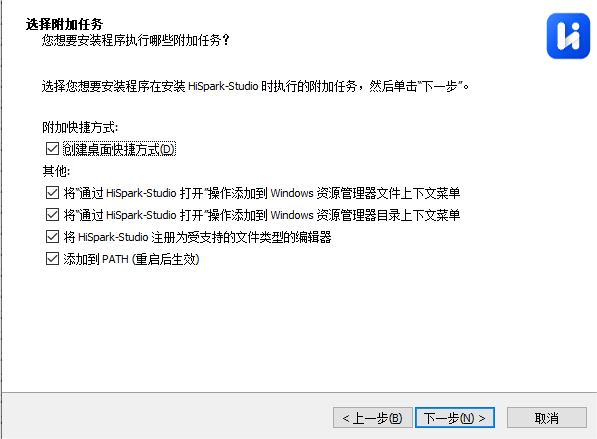 选择附加任务
您想要安装程序执行哪些附加任务？
选择您想要安装程序在安装 HiSpark-Studio 时执行的附加任务，然后单击“下一步”。
附加快捷方式:
创建桌面快捷方式(D)
其他:
将“通过 HiSpark-Studio 打开”操作添加到 Windows 资源管理器文件上下文菜单
将“通过 HiSpark-Studio 打开”操作添加到 Windows 资源管理器目录上下文菜单
将 HiSpark-Studio 注册为受支持的文件类型的编辑器
添加到 PATH (重启后生效)
< 上一步(B) 下一步(N) > 取消